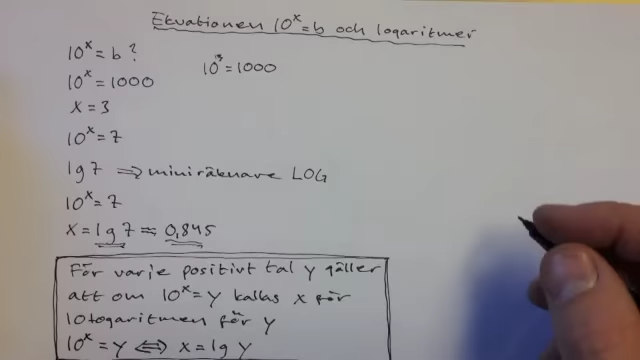 Ekvationen 10^x = b och logaritmer
10^x = b ?
10^x = 1000
10^3 = 1000
x = 3
10^x = 7
lg 7 ⇒ miniräknare LOG
10^x = 7
x = lg 7 ≈ 0,845
För varje positivt tal y gäller
att om 10^x = y kallas x för
10logaritmen för y
10^x = y ⇔ x = lg y